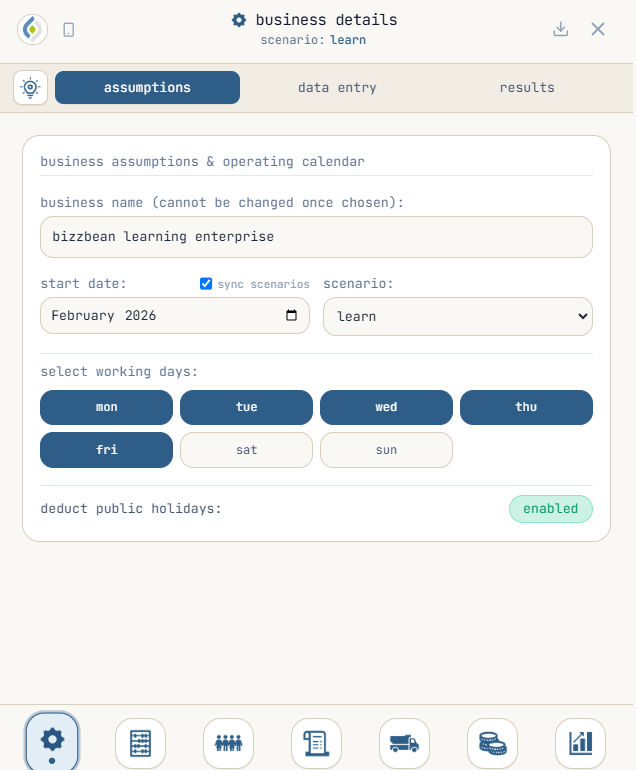 business details
scenario: learn
assumptions
data entry
results
business assumptions & operating calendar
business name (cannot be changed once chosen):
bizzbean learning enterprise
start date:
sync scenarios
scenario:
February 2026
learn
select working days:
mon
tue
wed
thu
fri
sat
sun
deduct public holidays:
enabled